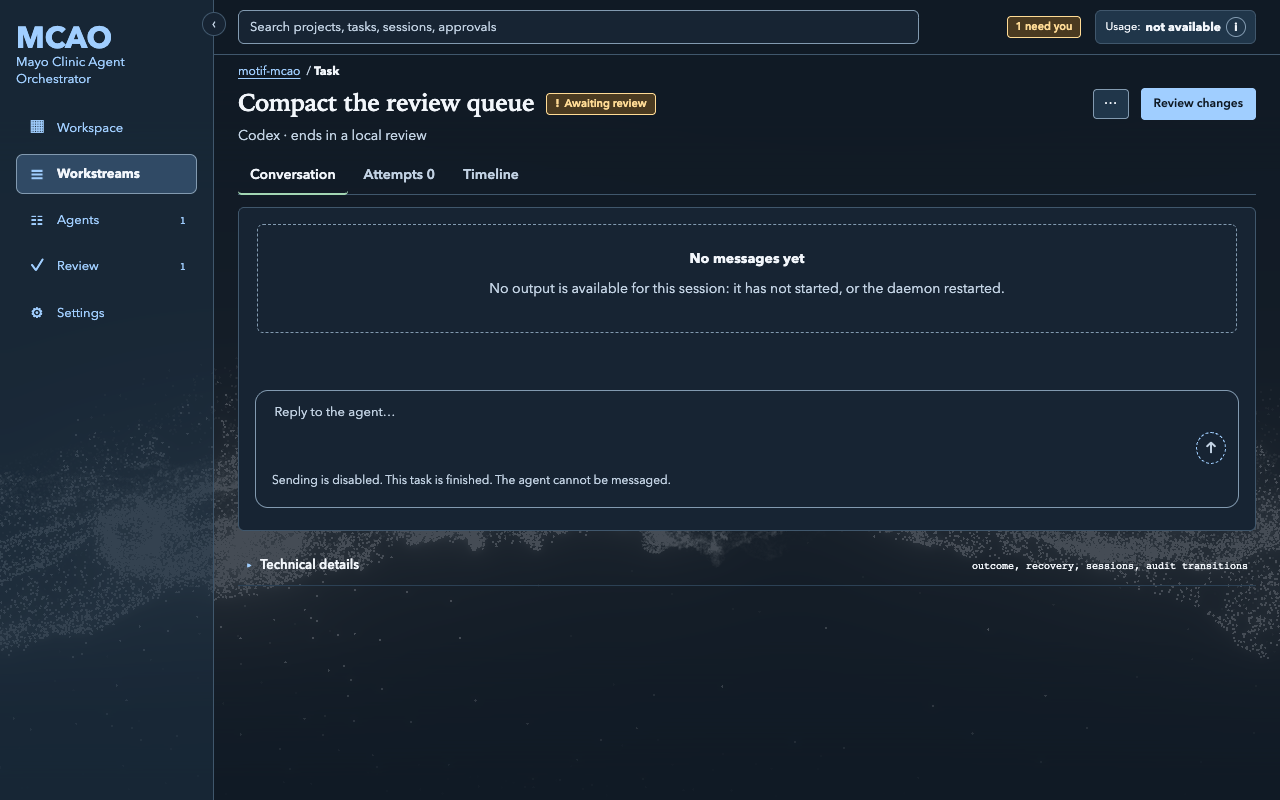 MCAO
Mayo Clinic Agent
Orchestrator
Workspace
Workstreams
Agents 1
Review 1
Settings
Search projects, tasks, sessions, approvals
1 need you
Usage: not available i
motif-mcao / Task
Compact the review queue
! Awaiting review
...
Review changes
Codex · ends in a local review
Conversation
Attempts 0
Timeline
No messages yet
No output is available for this session: it has not started, or the daemon restarted.
Reply to the agent…
Sending is disabled. This task is finished. The agent cannot be messaged.
Technical details
outcome, recovery, sessions, audit transitions